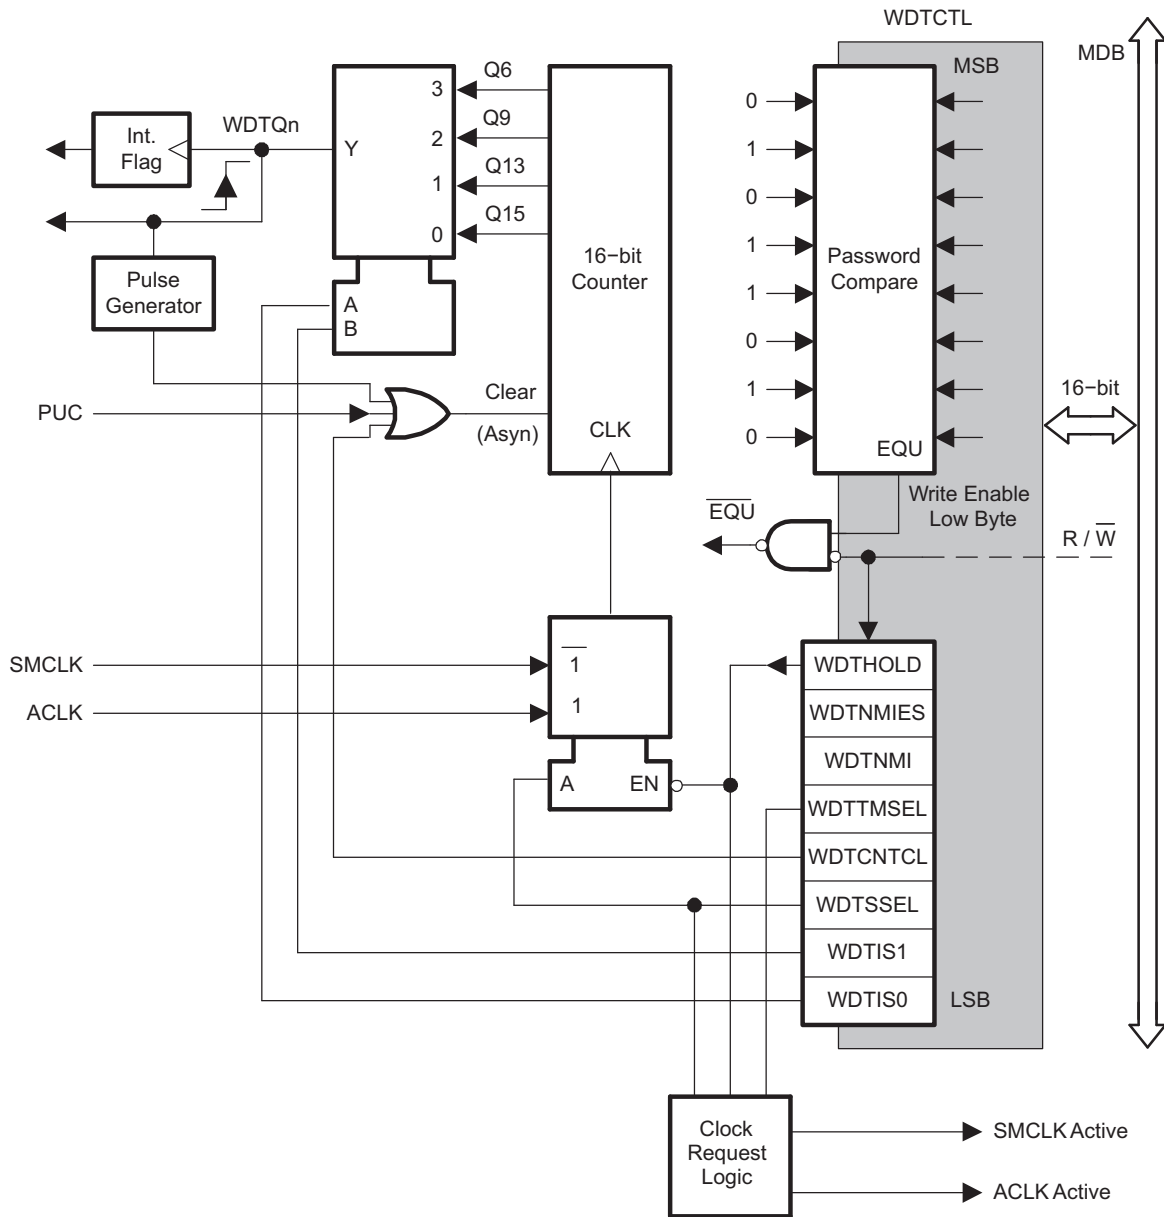 WDTCTL
MDB
MSB
Q6
3
0
Q9
WDTQn
Int.
Flag
Y
2
1
Q13
1
0
Q15
0
1
16−bit
Counter
Password
Compare
Pulse
Generator
1
A
B
0
1
16−bit
PUC
Clear
(Asyn)
CLK
0
EQU
Write Enable
Low Byte
EQU
R / W
SMCLK
1
WDTHOLD
ACLK
1
WDTNMIES
WDTNMI
A
EN
WDTTMSEL
WDTCNTCL
WDTSSEL
WDTIS1
WDTIS0
LSB
Clock
Request
Logic
SMCLK Active
ACLK Active